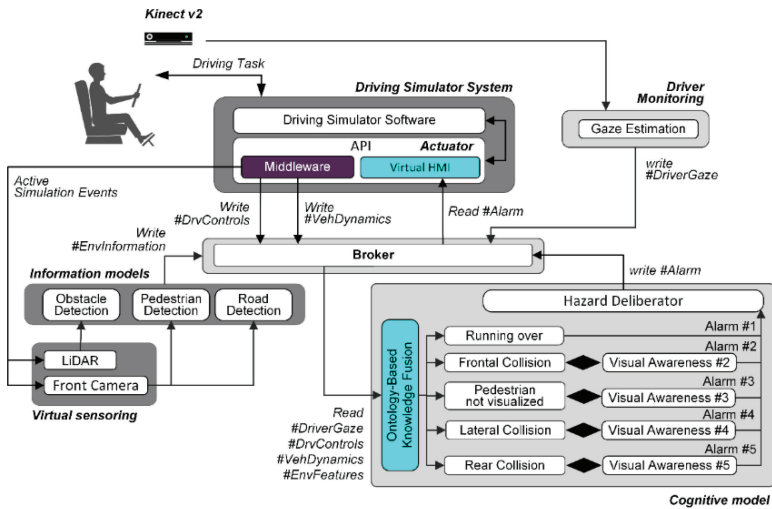 Kinect v2
Driving Task
Driving Simulator System
Driver
Monitoring
Driving Simulator Software
Gaze Estimation
API
Actuator
Middleware
Virtual HMI
Active
Simulation Events
write
#DriverGaze
Write
#DrvControls
Write
#VehDynamics
Read #Alarm
Write
#EnvInformation
Broker
write #Alarm
Information models
Obstacle
Detection
Pedestrian
Detection
Road
Detection
Hazard Deliberator
LiDAR
Front Camera
Virtual sensoring
Ontology-Based
Knowledge Fusion
Running over
Alarm #1
Alarm #2
Frontal Collision
Visual Awareness #2
Alarm #3
Pedestrian
not visualized
Visual Awareness #3
Alarm #4
Lateral Collision
Visual Awareness #4
Alarm #5
Rear Collision
Visual Awareness #5
Read
#DriverGaze
#DrvControls
#VehDynamics
#EnvFeatures
Cognitive model